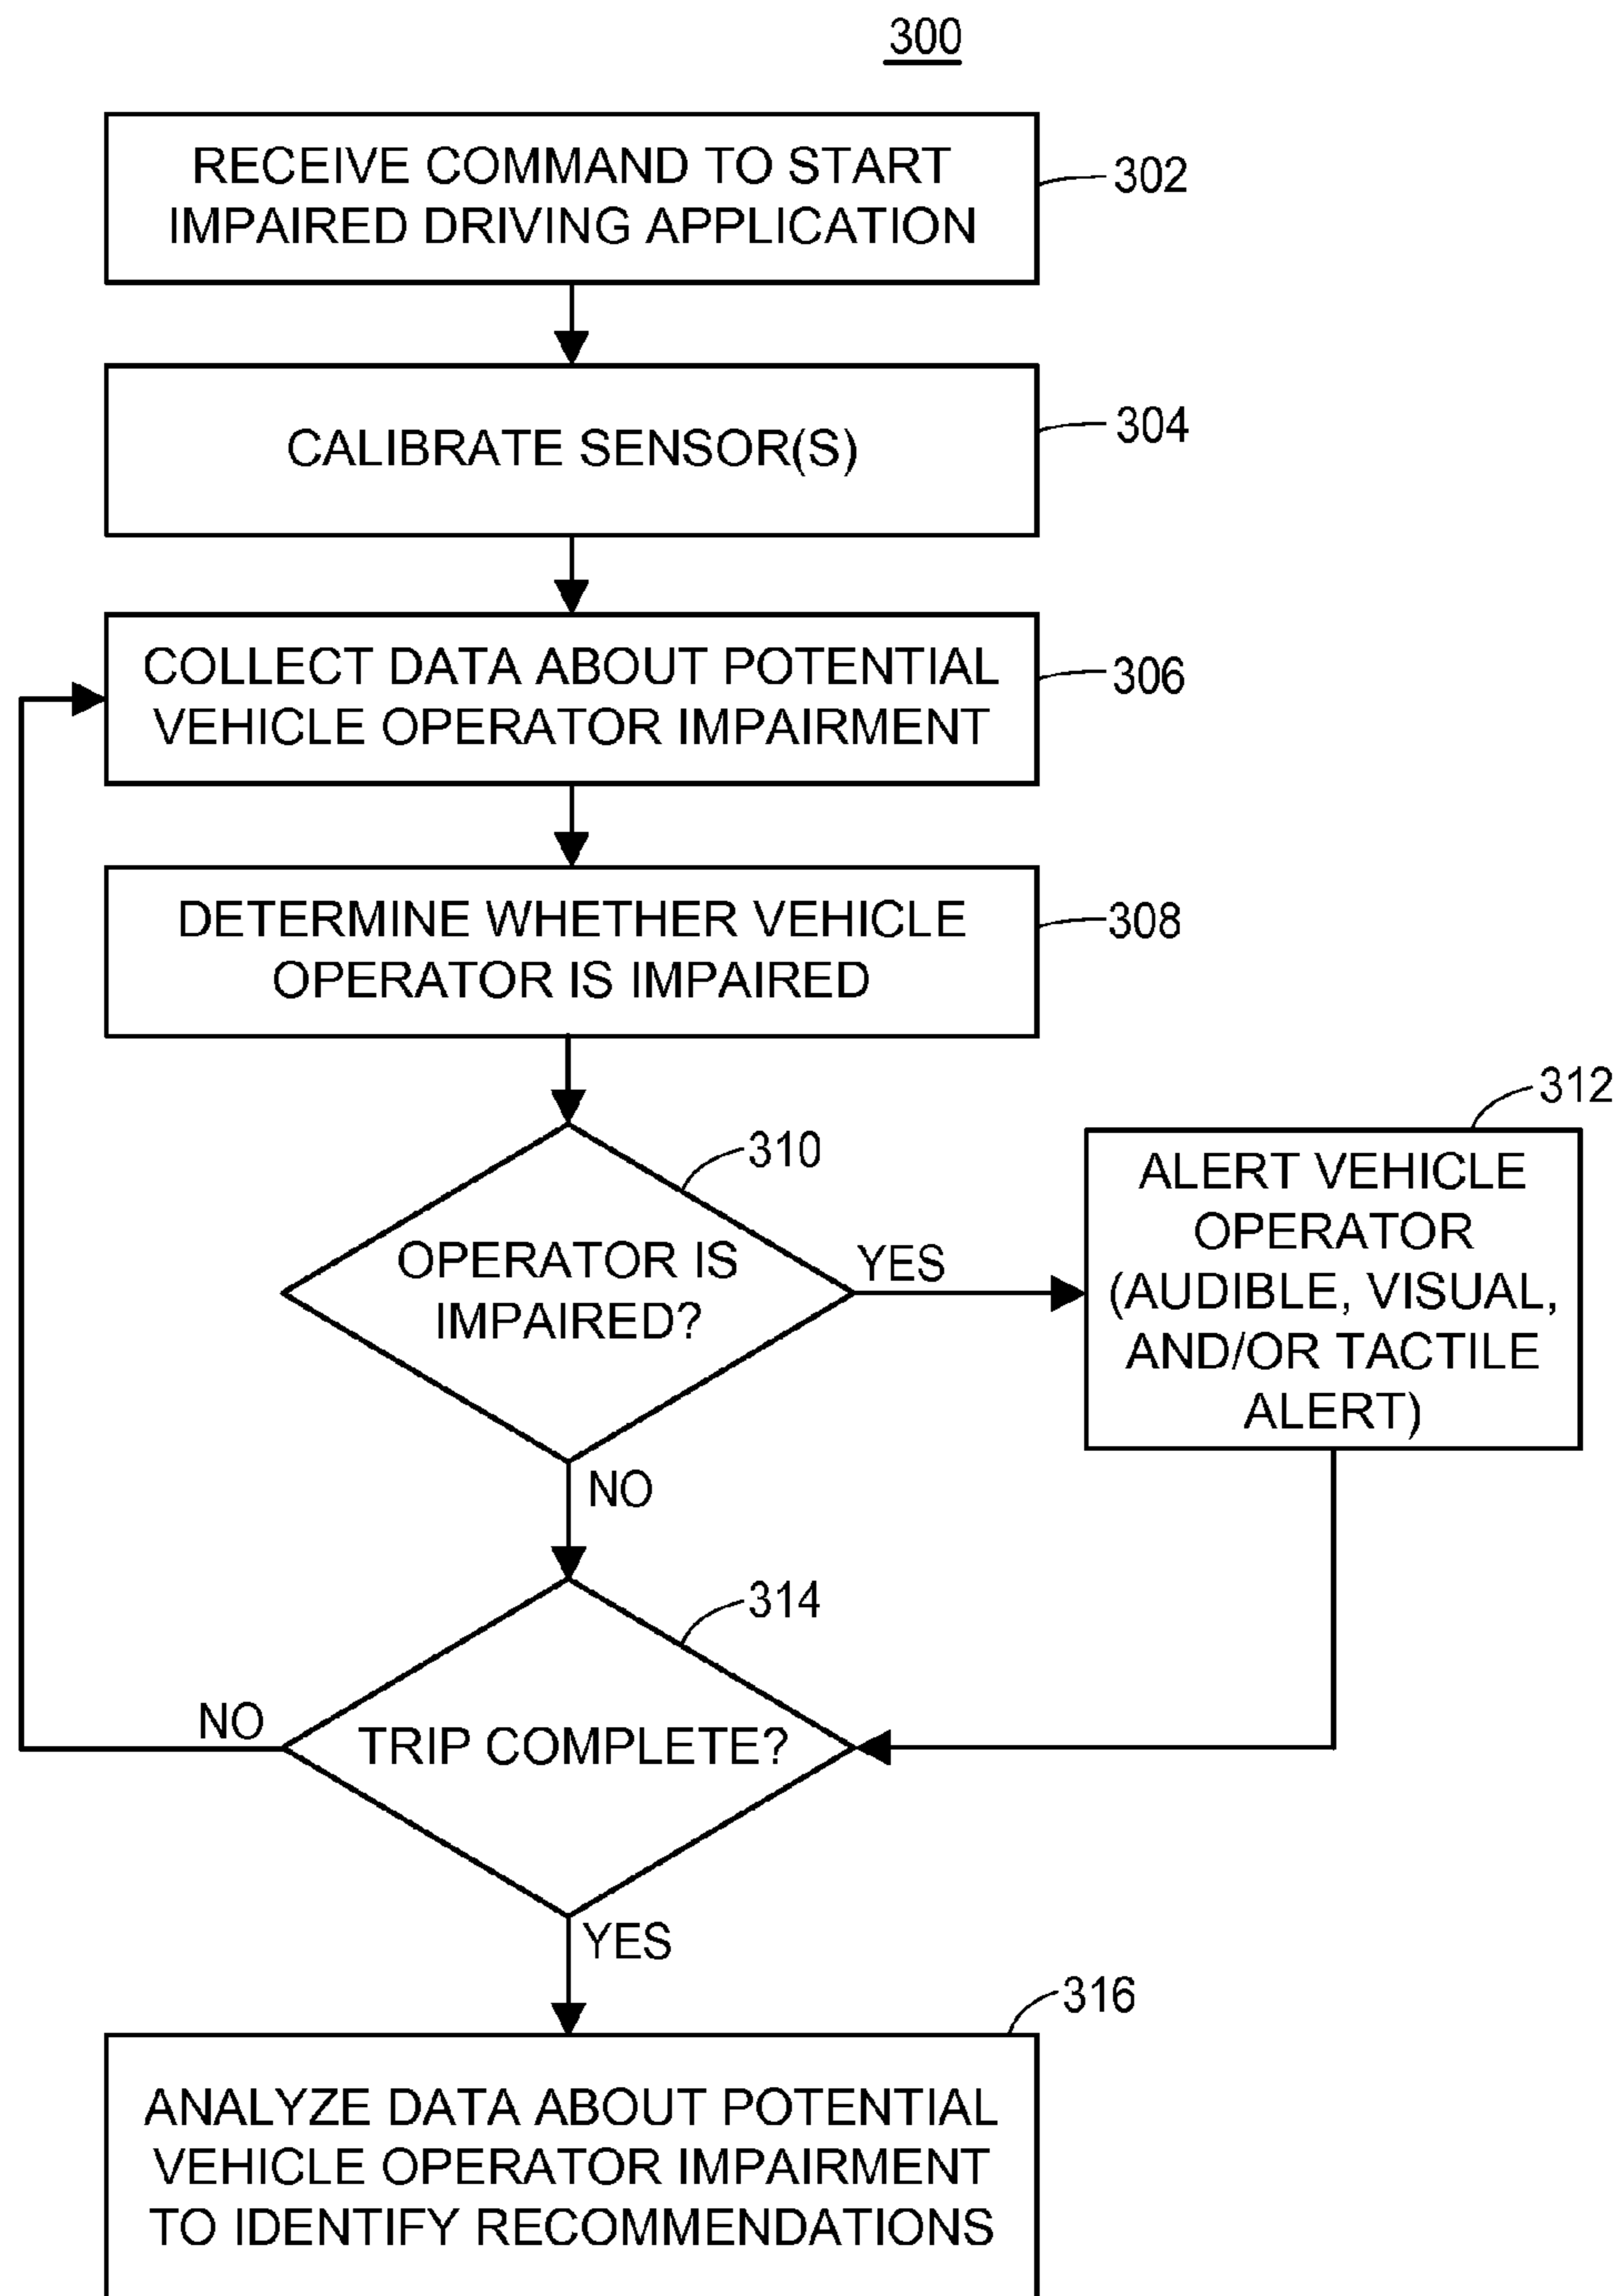 300
RECEIVE COMMAND TO START
IMPAIRED DRIVING APPLICATION
302
CALIBRATE SENSOR(S)
304
COLLECT DATA ABOUT POTENTIAL
VEHICLE OPERATOR IMPAIRMENT
306
DETERMINE WHETHER VEHICLE
OPERATOR IS IMPAIRED
308
310
OPERATOR IS
IMPAIRED?
YES
312
ALERT VEHICLE
OPERATOR
(AUDIBLE, VISUAL,
AND/OR TACTILE
ALERT)
NO
314
TRIP COMPLETE?
NO
YES
316
ANALYZE DATA ABOUT POTENTIAL
VEHICLE OPERATOR IMPAIRMENT
TO IDENTIFY RECOMMENDATIONS